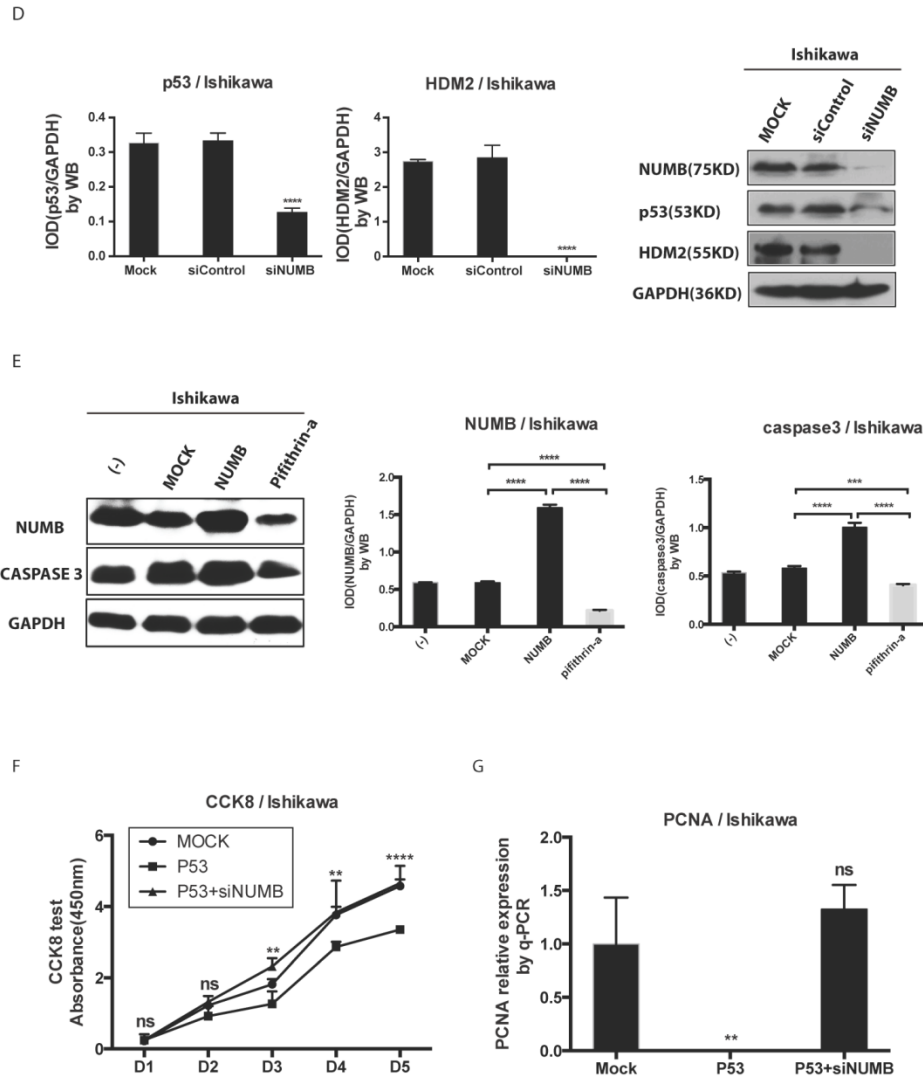 D
p53 / Ishikawa
IOD(p53/GAPDH)
by WB
0.4
0.3
0.2
0.1
0.0
****
Mock siControl siNUMB
HDM2 / Ishikawa
IOD(HDM2/GAPDH)
by WB
4
3
2
1
0
****
Mock siControl siNUMB
Ishikawa
MOCK siControl siNUMB
NUMB(75KD)
p53(53KD)
HDM2(55KD)
GAPDH(36KD)
E
Ishikawa
(-) MOCK NUMB Pifithrin-a
NUMB
CASPASE 3
GAPDH
NUMB / Ishikawa
IOD(NUMB/GAPDH)
by WB
2.0
1.5
1.0
0.5
0.0
****
**** ****
(-) MOCK NUMB pifithrin-a
caspase3 / Ishikawa
IOD(caspase3/GAPDH)
by WB
1.5
1.0
0.5
0.0
***
**** ****
(-) MOCK NUMB pifithrin-a
F
CCK8 / Ishikawa
CCK8 test
Absorbance(450nm)
6
4
2
0
MOCK
P53
P53+siNUMB
ns ns ** ** ****
D1 D2 D3 D4 D5
G
PCNA / Ishikawa
PCNA relative expression
by q-PCR
2.0
1.5
1.0
0.5
0.0
** ns
Mock P53 P53+siNUMB